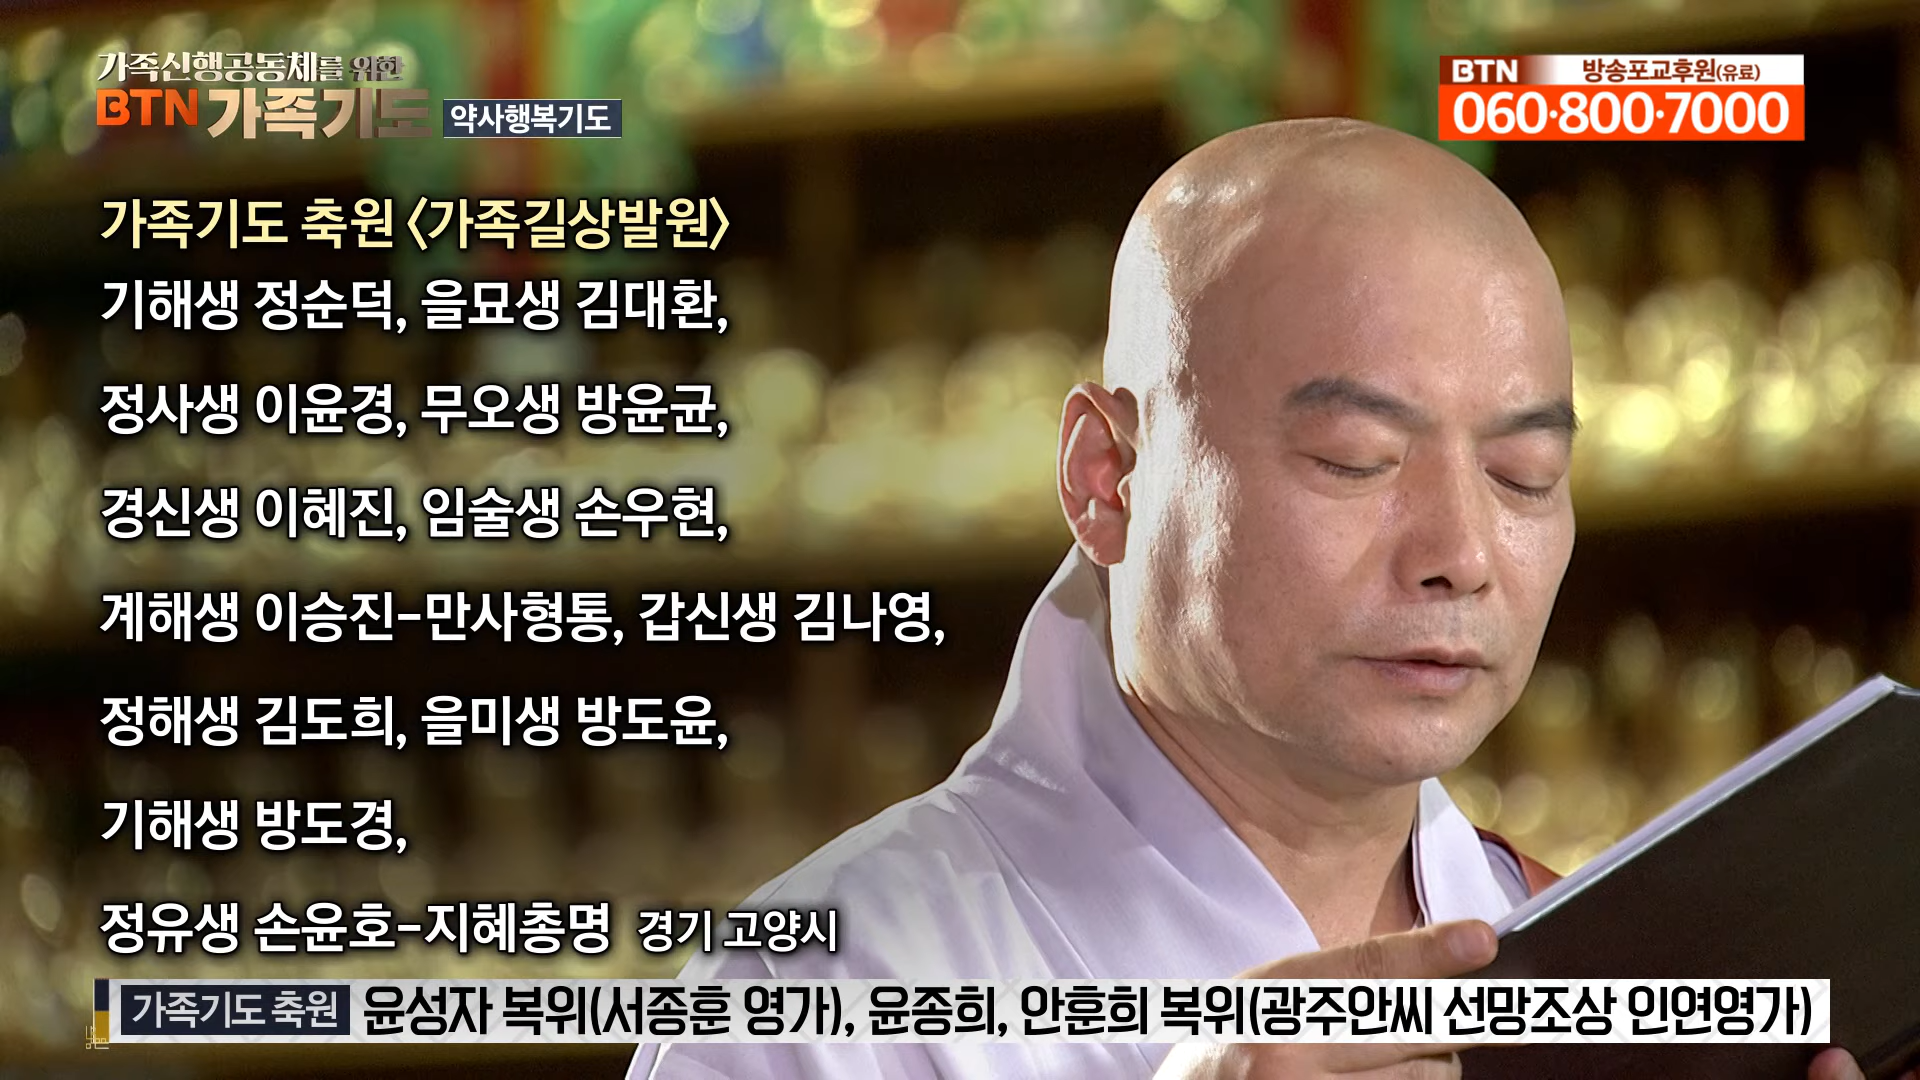 가족신행공동체를 위한
BTN 가족기도 약사행복기도
BTN 방송포교후원(유료)
060·800·7000
가족기도 축원 〈가족길상발원〉
기해생 정순덕, 을묘생 김대환,
정사생 이윤경, 무오생 방윤균,
경신생 이혜진, 임술생 손우현,
계해생 이승진-만사형통, 갑신생 김나영,
정해생 김도희, 을미생 방도윤,
기해생 방도경,
정유생 손윤호-지혜총명 경기 고양시
가족기도 축원 윤성자 복위(서종훈 영가), 윤종희, 안훈희 복위(광주안씨 선망조상 인연영가)